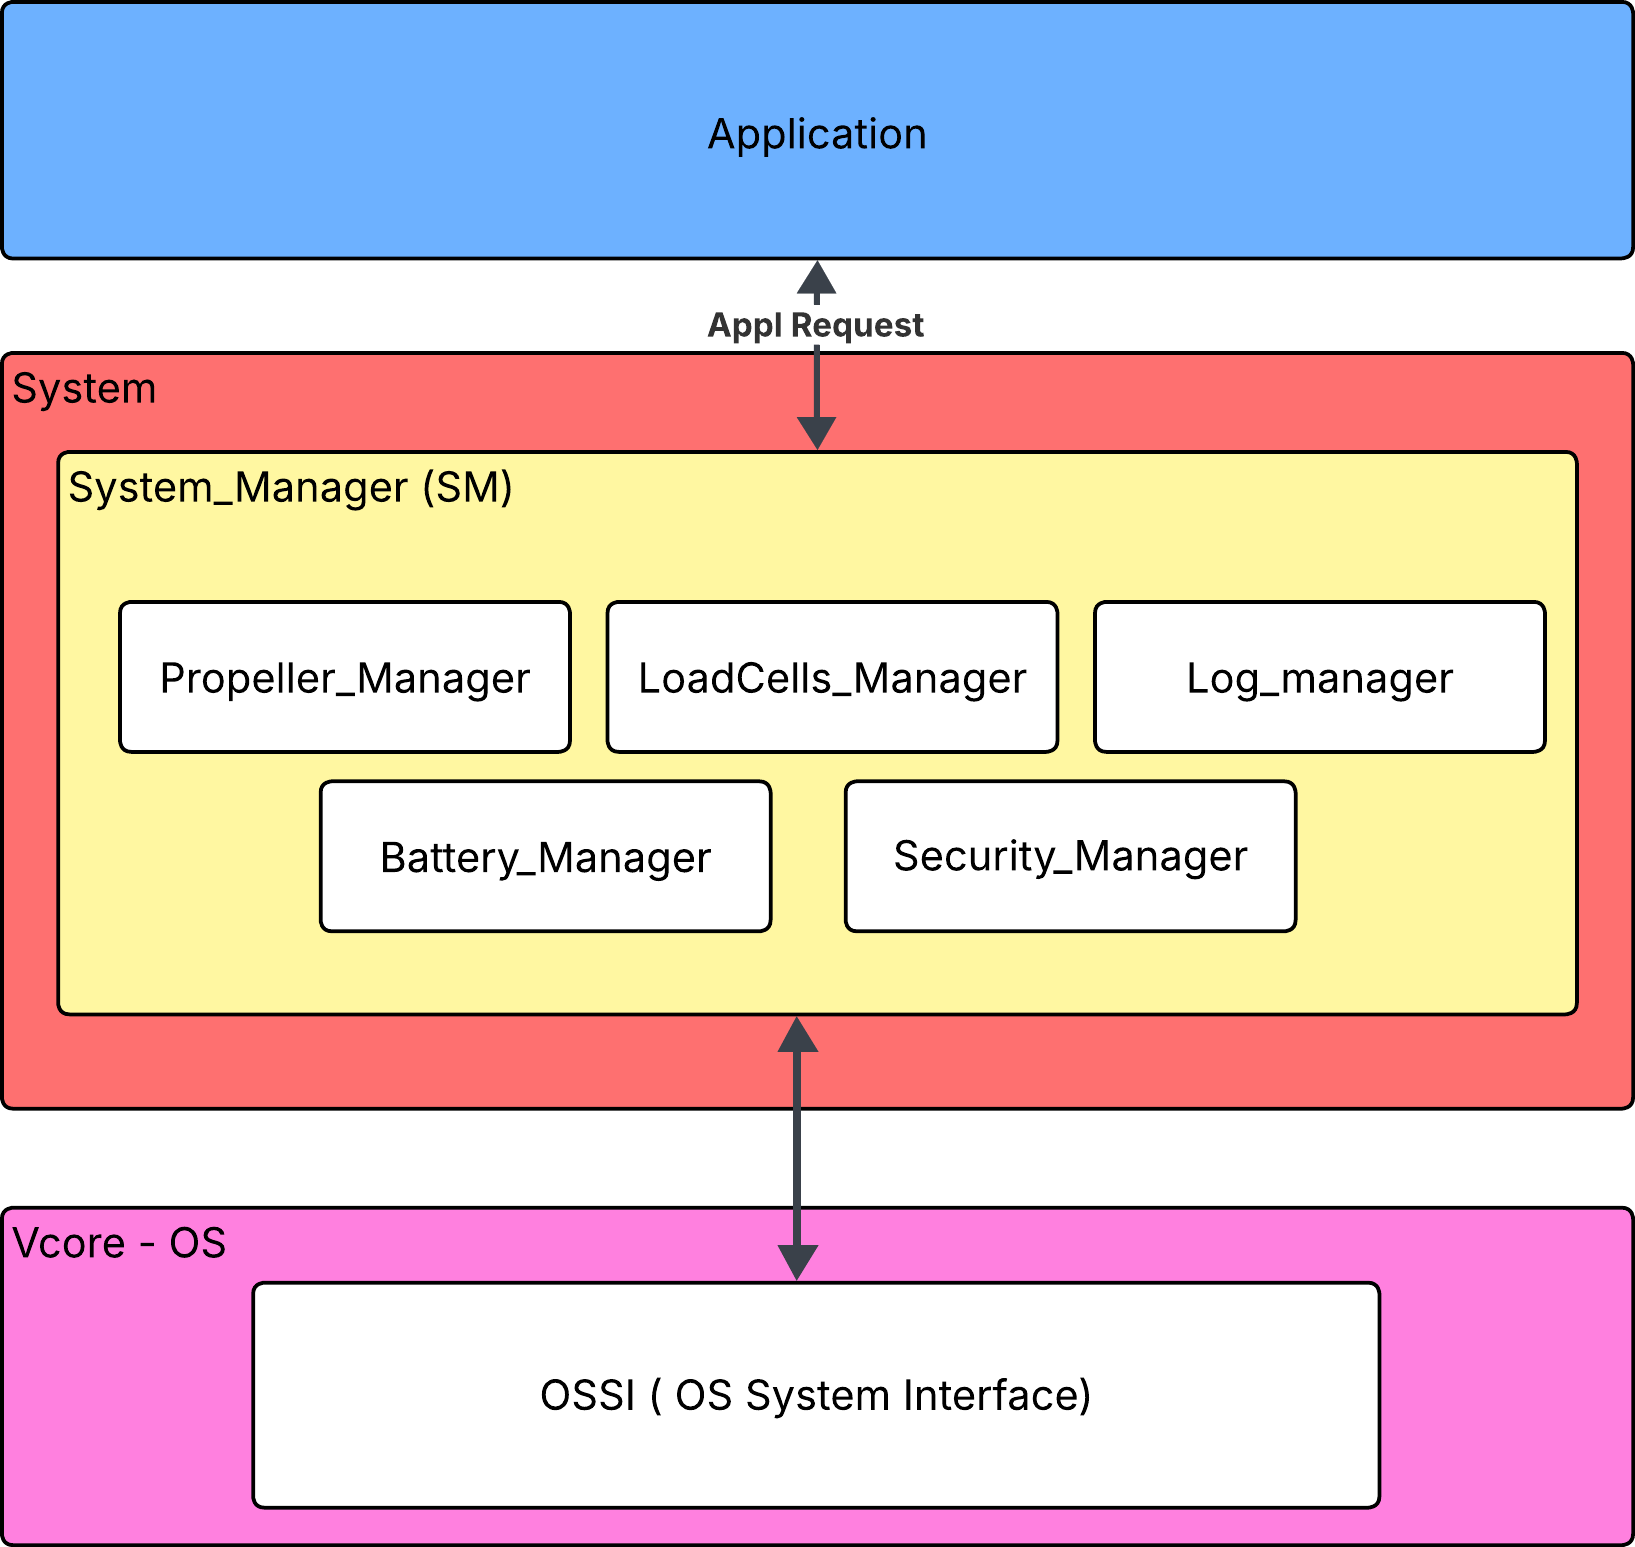 Application
Appl Request
System
System_Manager (SM)
Propeller_Manager
LoadCells_Manager
Log_manager
Battery_Manager
Security_Manager
Vcore - OS
OSSI ( OS System Interface)